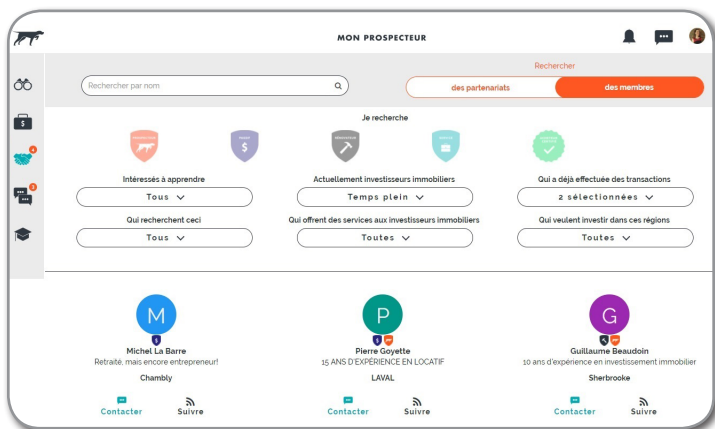 MON PROSPECTEUR
Rechercher
Rechercher par nom
des partenariats
des membres
Je recherche
$
4
3
$
Intéressés à apprendre
Actuellement investisseurs immobiliers
Qui a déjà effectuée des transactions
Tous
Temps plein
2 sélectionnées
Qui recherchent ceci
Qui offrent des services aux investisseurs immobiliers
Qui veulent investir dans ces régions
Tous
Toutes
Toutes
M
P
G
Michel La Barre
Pierre Goyette
Guillaume Beaudoin
Retraité, mais encore entrepreneur!
15 ANS D'EXPÉRIENCE EN LOCATIF
10 ans d'expérience en investissement immobilier
Chambly
LAVAL
Sherbrooke
Contacter
Suivre
Contacter
Suivre
Contacter
Suivre